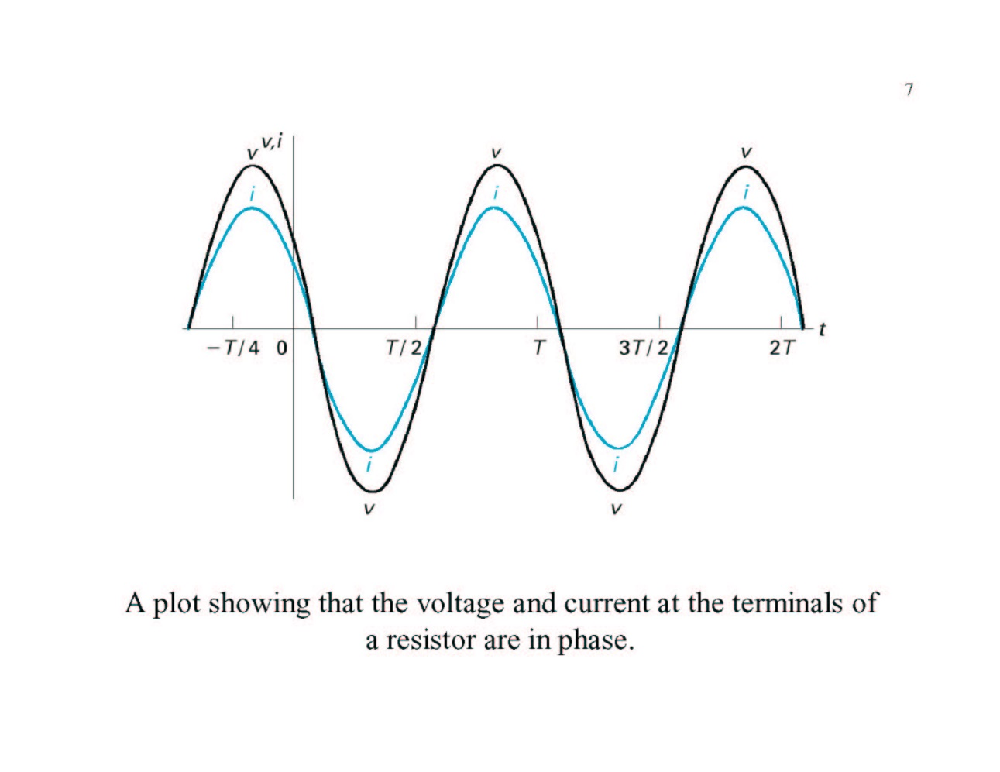 7
v v,i v v
i i i
−T/4 0 T/2 T 3T/2 2T t
i i
v v
A plot showing that the voltage and current at the terminals of
a resistor are in phase.